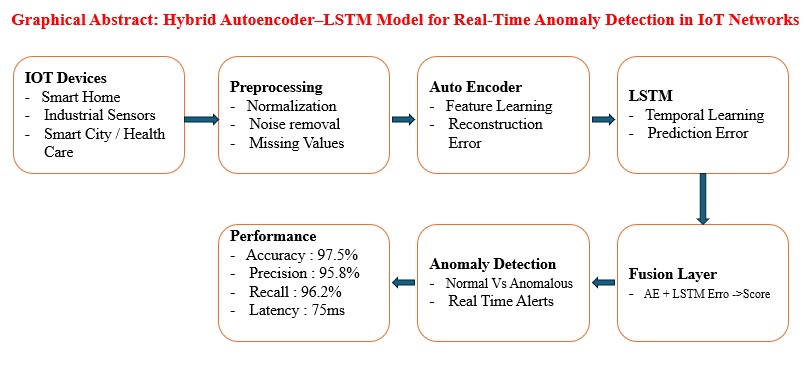 Graphical Abstract: Hybrid Autoencoder–LSTM Model for Real-Time Anomaly Detection in IoT Networks
IOT Devices
- Smart Home
- Industrial Sensors
- Smart City / Health
Care
Preprocessing
- Normalization
- Noise removal
- Missing Values
Auto Encoder
- Feature Learning
- Reconstruction
Error
LSTM
- Temporal Learning
- Prediction Error
Performance
- Accuracy : 97.5%
- Precision : 95.8%
- Recall : 96.2%
- Latency : 75ms
Anomaly Detection
- Normal Vs Anomalous
- Real Time Alerts
Fusion Layer
- AE + LSTM Erro ->Score